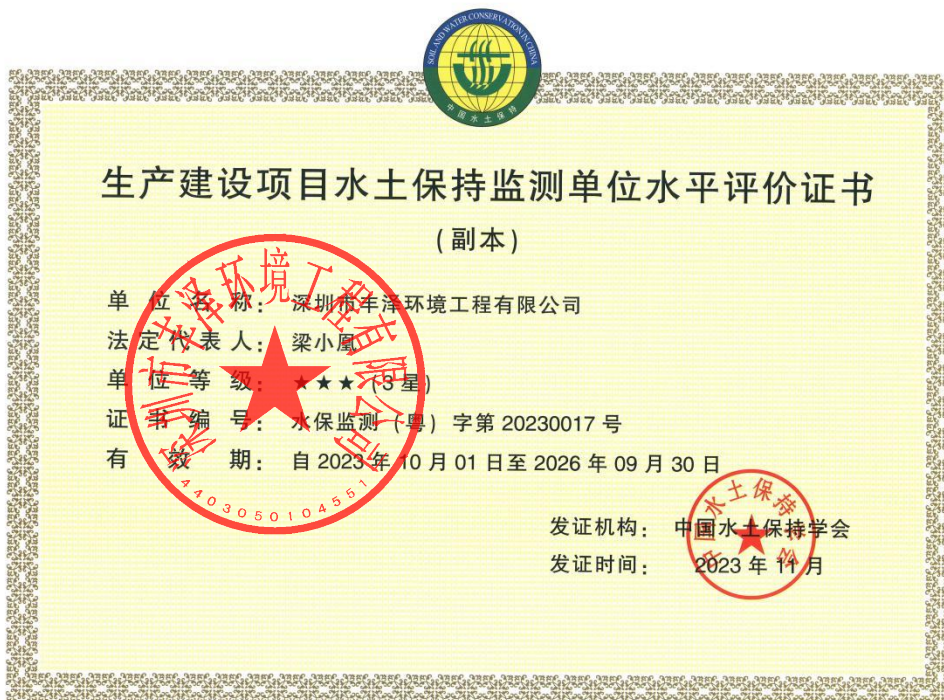 SOIL AND WATER CONSERVATION IN CHINA
中国水土保持
生产建设项目水土保持监测单位水平评价证书
(副本)
单位名称：深圳市丰泽环境工程有限公司
法定代表人：梁小凰
单位等级：★★★（3星）
证书编号：水保监测（粤）字第 20230017 号
有效期：自 2023 年 10 月 01 日至 2026 年 09 月 30 日
深圳市丰泽环境工程有限公司
4403050104551
发证机构：中国水土保持学会
发证时间：2023 年 11 月
中国水土保持学会